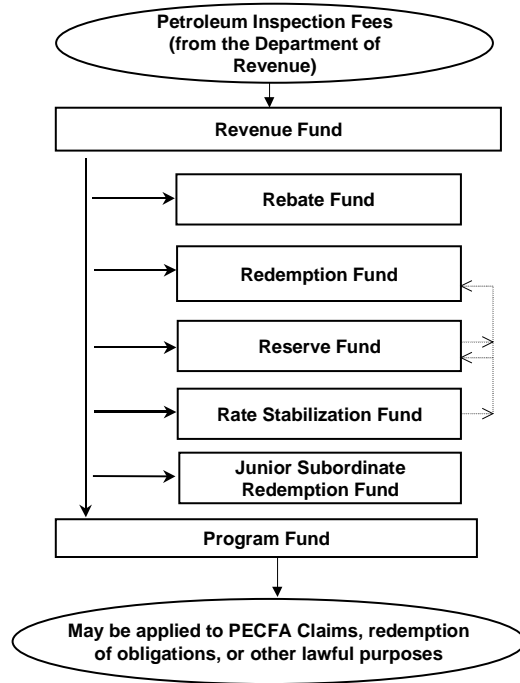 Petroleum Inspection Fees
(from the Department of
Revenue)
Revenue Fund
Rebate Fund
Redemption Fund
Reserve Fund
Rate Stabilization Fund
Junior Subordinate
Redemption Fund
Program Fund
May be applied to PECFA Claims, redemption
of obligations, or other lawful purposes